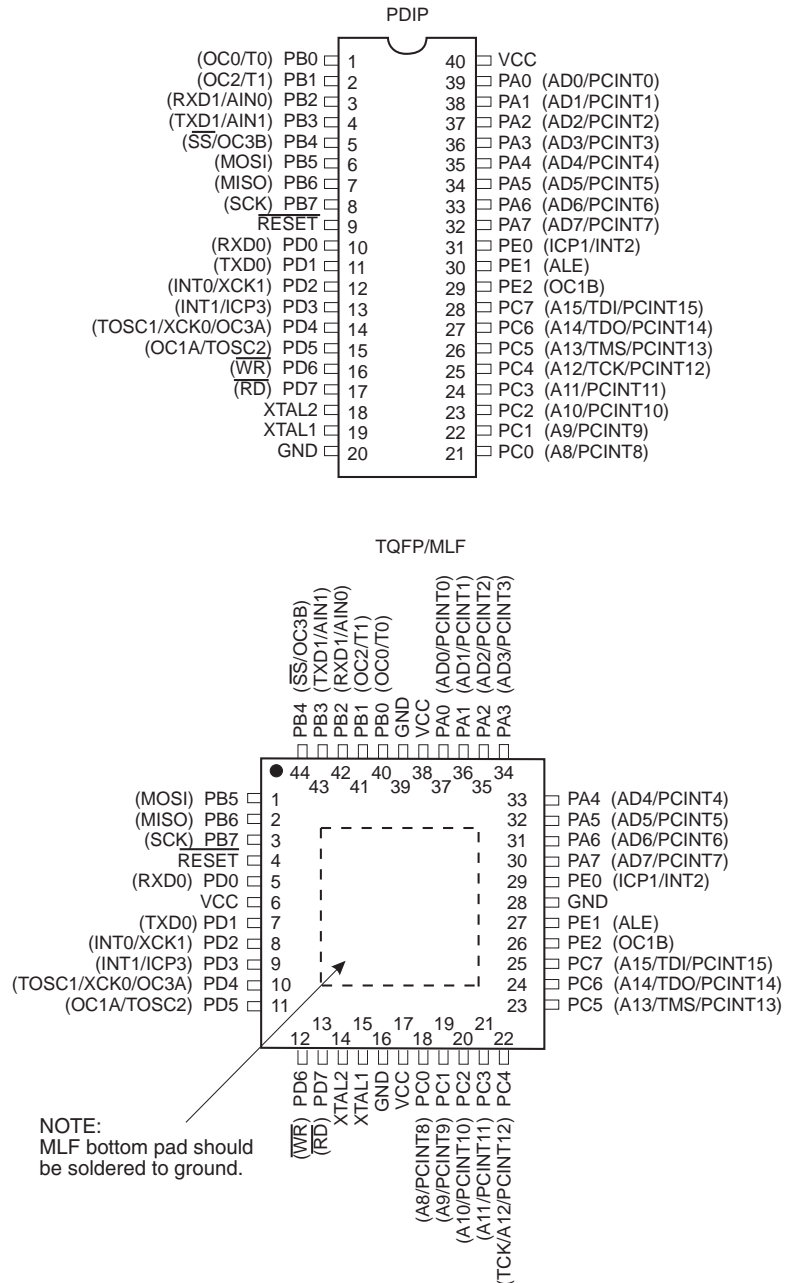 PDIP
(OC0/T0) PB0 1 40 VCC
(OC2/T1) PB1 2 39 PA0 (AD0/PCINT0)
(RXD1/AIN0) PB2 3 38 PA1 (AD1/PCINT1)
(TXD1/AIN1) PB3 4 37 PA2 (AD2/PCINT2)
(SS/OC3B) PB4 5 36 PA3 (AD3/PCINT3)
(MOSI) PB5 6 35 PA4 (AD4/PCINT4)
(MISO) PB6 7 34 PA5 (AD5/PCINT5)
(SCK) PB7 8 33 PA6 (AD6/PCINT6)
RESET 9 32 PA7 (AD7/PCINT7)
(RXD0) PD0 10 31 PE0 (ICP1/INT2)
(TXD0) PD1 11 30 PE1 (ALE)
(INT0/XCK1) PD2 12 29 PE2 (OC1B)
(INT1/ICP3) PD3 13 28 PC7 (A15/TDI/PCINT15)
(TOSC1/XCK0/OC3A) PD4 14 27 PC6 (A14/TDO/PCINT14)
(OC1A/TOSC2) PD5 15 26 PC5 (A13/TMS/PCINT13)
(WR) PD6 16 25 PC4 (A12/TCK/PCINT12)
(RD) PD7 17 24 PC3 (A11/PCINT11)
XTAL2 18 23 PC2 (A10/PCINT10)
XTAL1 19 22 PC1 (A9/PCINT9)
GND 20 21 PC0 (A8/PCINT8)
TQFP/MLF
PB4 (SS/OC3B)
PB3 (TXD1/AIN1)
PB2 (RXD1/AIN0)
PB1 (OC2/T1)
PB0 (OC0/T0)
GND
VCC
PA0 (AD0/PCINT0)
PA1 (AD1/PCINT1)
PA2 (AD2/PCINT2)
PA3 (AD3/PCINT3)
44 42 40 38 36 34
43 41 39 37 35
(MOSI) PB5 1 33 PA4 (AD4/PCINT4)
(MISO) PB6 2 32 PA5 (AD5/PCINT5)
(SCK) PB7 3 31 PA6 (AD6/PCINT6)
RESET 4 30 PA7 (AD7/PCINT7)
(RXD0) PD0 5 29 PE0 (ICP1/INT2)
VCC 6 28 GND
(TXD0) PD1 7 27 PE1 (ALE)
(INT0/XCK1) PD2 8 26 PE2 (OC1B)
(INT1/ICP3) PD3 9 25 PC7 (A15/TDI/PCINT15)
(TOSC1/XCK0/OC3A) PD4 10 24 PC6 (A14/TDO/PCINT14)
(OC1A/TOSC2) PD5 11 23 PC5 (A13/TMS/PCINT13)
13 15 17 19 21
12 14 16 18 20 22
(WR) PD6
(RD) PD7
XTAL2
XTAL1
GND
VCC
(A8/PCINT8) PC0
(A9/PCINT9) PC1
(A10/PCINT10) PC2
(A11/PCINT11) PC3
(TCK/A12/PCINT12) PC4
NOTE:
MLF bottom pad should
be soldered to ground.